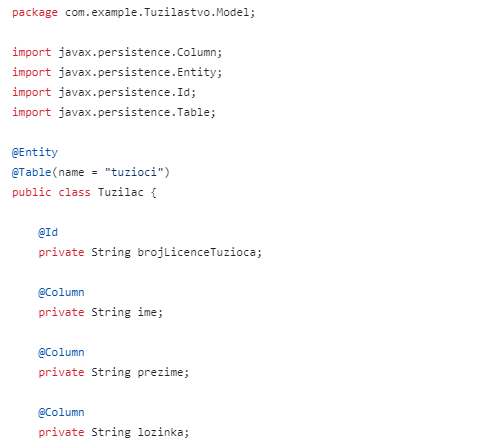 package com.example.Tuzilastvo.Model;
import javax.persistence.Column;
import javax.persistence.Entity;
import javax.persistence.Id;
import javax.persistence.Table;
@Entity
@Table(name = "tuzioci")
public class Tuzilac {
@Id
private String brojLicenceTuzioca;
@Column
private String ime;
@Column
private String prezime;
@Column
private String lozinka;